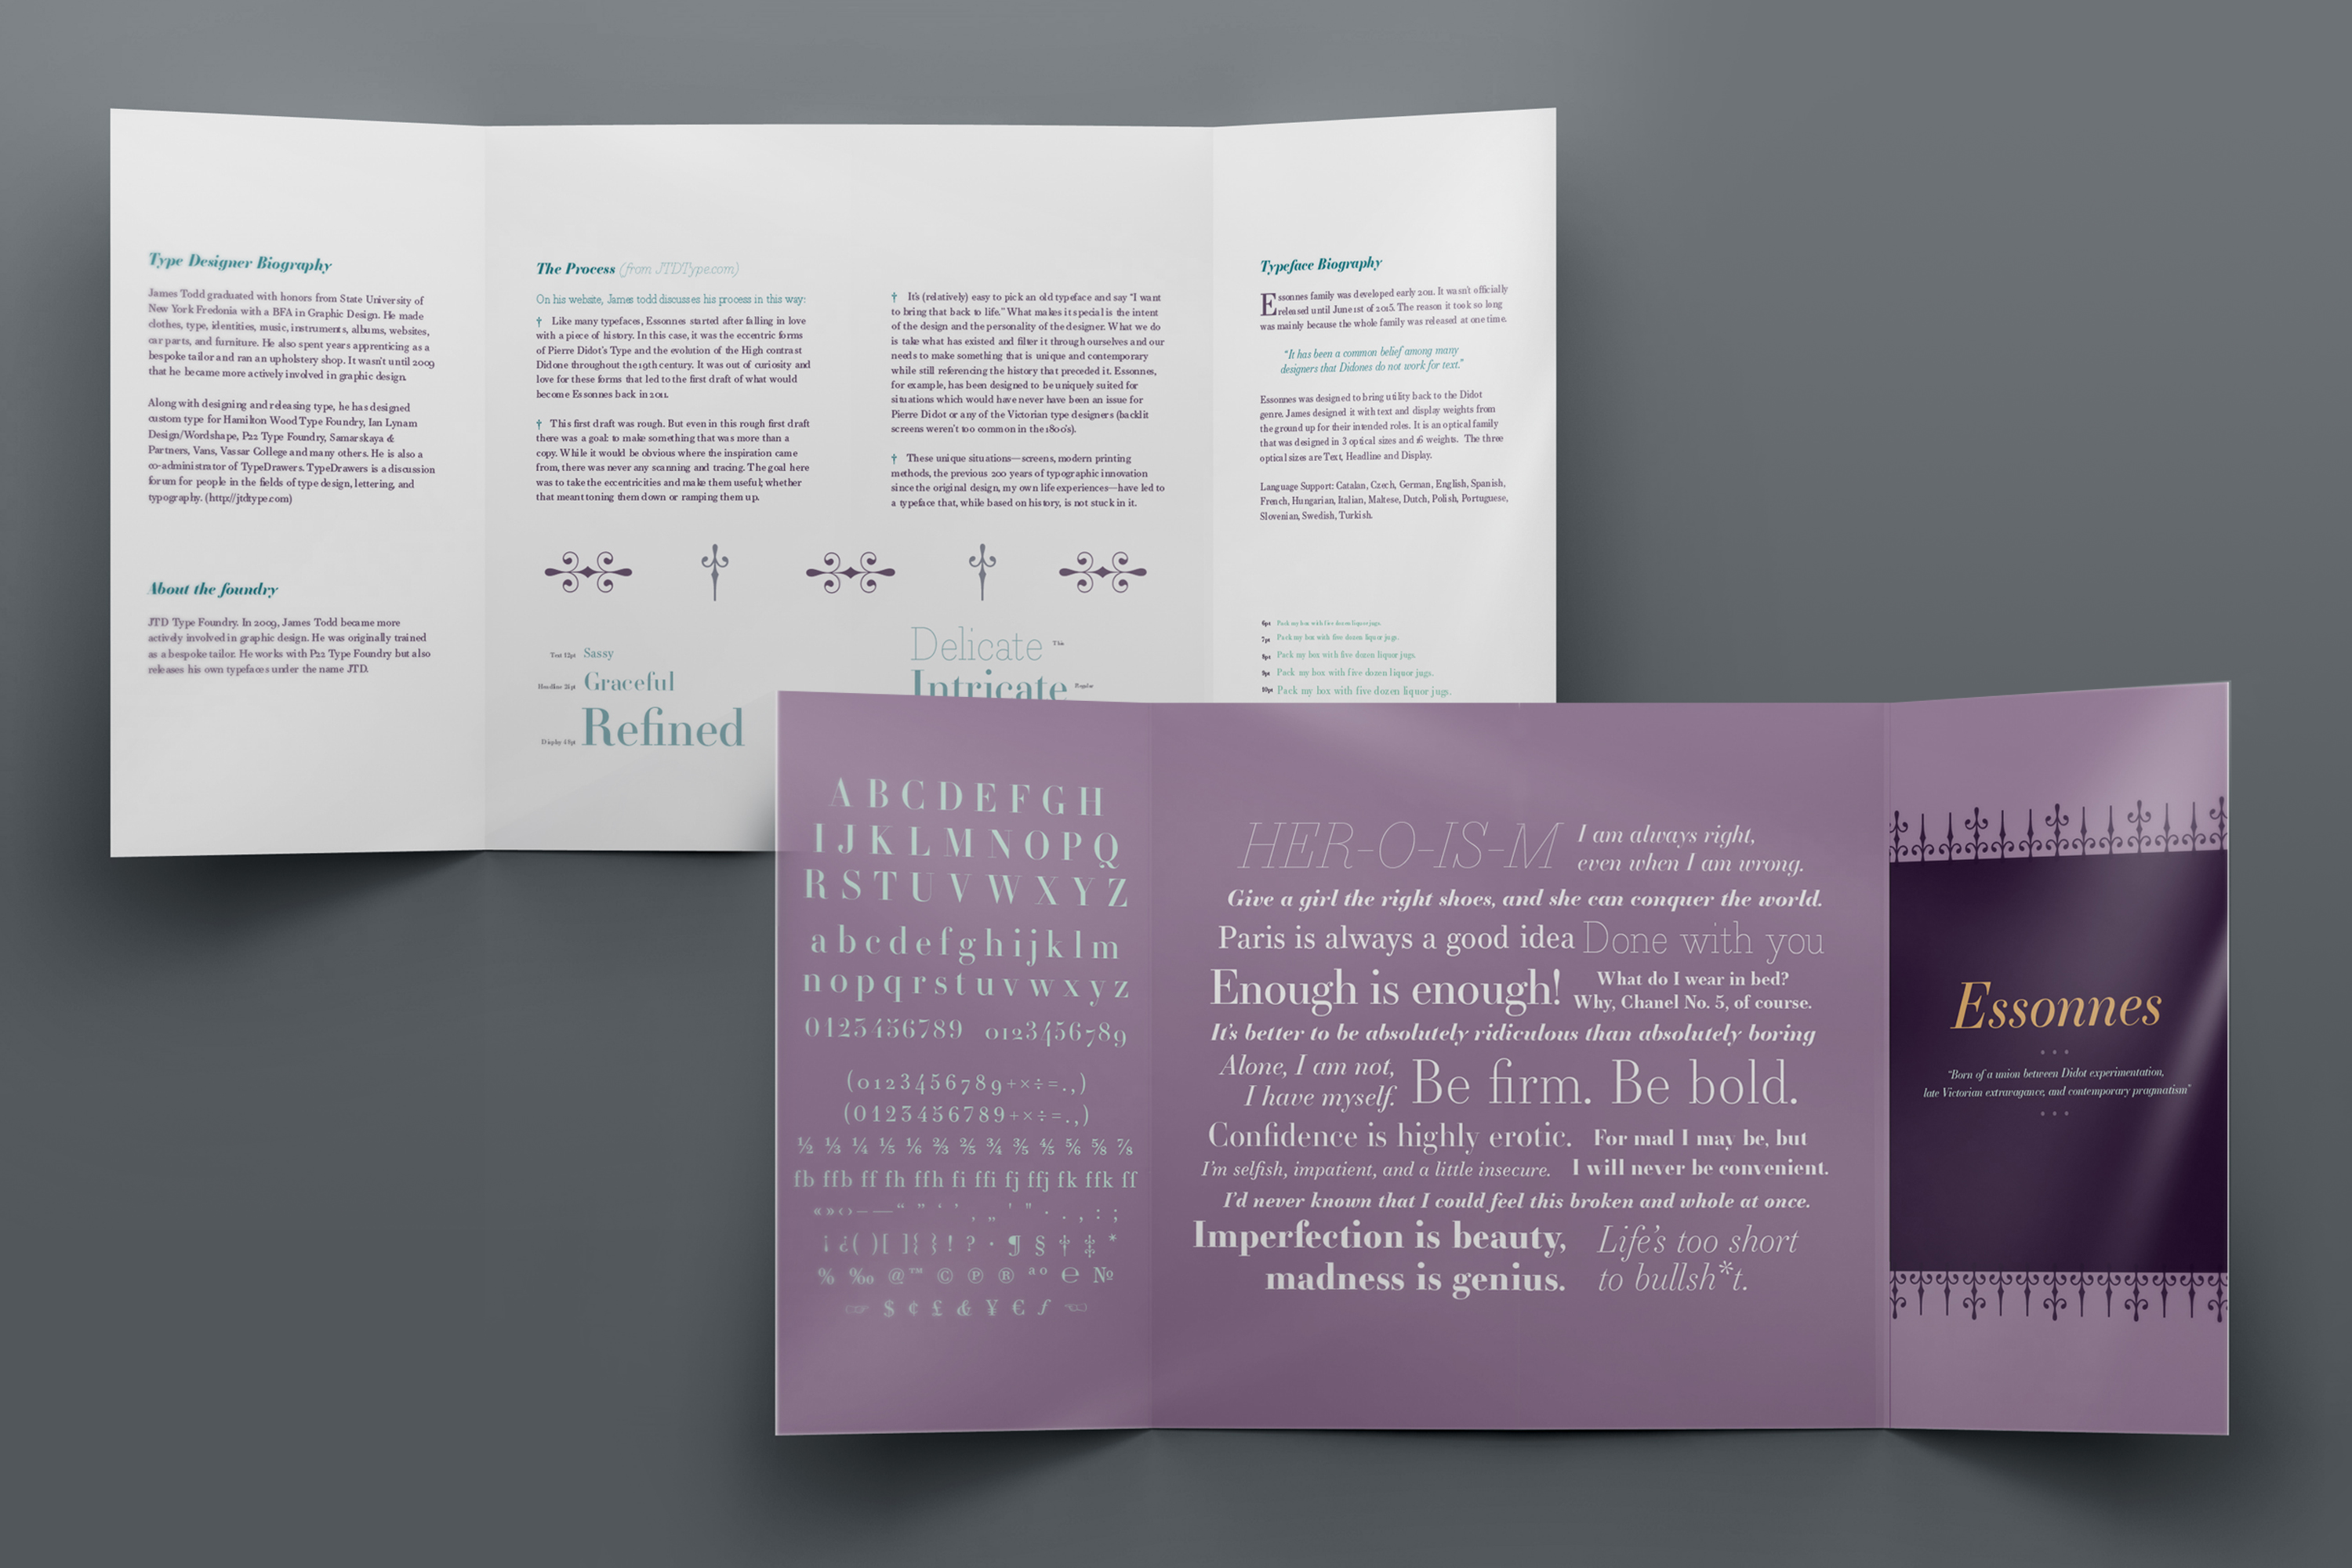 Type Designer Biography
James Todd graduated with honors from State University of
New York Fredonia with a BFA in Graphic Design. He made
clothes, type, identities, music, instruments, albums, websites,
car parts, and furniture. He also spent years apprenticing as a
bespoke tailor and ran an upholstery shop. It wasn't until 2009
that he became more actively involved in graphic design.
Along with designing and releasing type, he has designed
custom type for Hamilton Wood Type Foundry, Ian Lynam
Design/Wordshape, P22 Type Foundry, Samarskaya &
Partners, Vans, Vassar College and many others. He is also a
co-administrator of TypeDrawers. TypeDrawers is a discussion
forum for people in the fields of type design, lettering, and
typography. (http://jtdtype.com)
About the foundry
JTD Type Foundry. In 2009, James Todd became more
actively involved in graphic design. He was originally trained
as a bespoke tailor. He works with P22 Type Foundry but also
releases his own typefaces under the name JTD.
The Process (from JTDType.com)
On his website, James todd discusses his process in this way:
† Like many typefaces, Essonnes started after falling in love
with a piece of history. In this case, it was the eccentric forms
of Pierre Didot's Type and the evolution of the High contrast
Didone throughout the 19th century. It was out of curiosity and
love for these forms that led to the first draft of what would
become Essonnes back in 2011.
† This first draft was rough. But even in this rough first draft
there was a goal: to make something that was more than a
copy. While it would be obvious where the inspiration came
from, there was never any scanning and tracing. The goal here
was to take the eccentricities and make them useful; whether
that meant toning them down or ramping them up.
† It's (relatively) easy to pick an old typeface and say "I want
to bring that back to life." What makes it special is the intent
of the design and the personality of the designer. What we do
is take what has existed and filter it through ourselves and our
needs to make something that is unique and contemporary
while still referencing the history that preceded it. Essonnes,
for example, has been designed to be uniquely suited for
situations which would have never have been an issue for
Pierre Didot or any of the Victorian type designers (backlit
screens weren't too common in the 1800's).
† These unique situations—screens, modern printing
methods, the previous 200 years of typographic innovation
since the original design, my own life experiences—have led to
a typeface that, while based on history, is not stuck in it.
Text 12pt Sassy
Headline 26pt Graceful
Display 48pt Refined
Delicate Thin
Intricate Regular
Typeface Biography
Essonnes family was developed early 2011. It wasn't officially
released until June 1st of 2015. The reason it took so long
was mainly because the whole family was released at one time.
"It has been a common belief among many
designers that Didones do not work for text."
Essonnes was designed to bring utility back to the Didot
genre. James designed it with text and display weights from
the ground up for their intended roles. It is an optical family
that was designed in 3 optical sizes and 16 weights. The three
optical sizes are Text, Headline and Display.
Language Support: Catalan, Czech, German, English, Spanish,
French, Hungarian, Italian, Maltese, Dutch, Polish, Portuguese,
Slovenian, Swedish, Turkish.
6pt Pack my box with five dozen liquor jugs.
7pt Pack my box with five dozen liquor jugs.
8pt Pack my box with five dozen liquor jugs.
9pt Pack my box with five dozen liquor jugs.
10pt Pack my box with five dozen liquor jugs.
A B C D E F G H
I J K L M N O P Q
R S T U V W X Y Z
a b c d e f g h i j k l m
n o p q r s t u v w x y z
0123456789 0123456789
(0123456789+×÷=.,)
(0123456789+×÷=.,)
½ ⅓ ¼ ⅕ ⅙ ⅔ ⅖ ¾ ⅗ ⅘ ⅚ ⅝ ⅞
fb ffb ff fh ffh fi ffi fj ffj fk ffk ff
«»‹›–—“ ” ‘ ’ ‚ „ ' " · . , : ;
¡ ¿ ( ) [ ] { } ! ? · ¶ § † ‡ *
% ‰ @ ™ © ℗ ® ª º ℮ №
☞ $ ¢ £ & ¥ € ƒ ☜
HER-O-IS-M
I am always right,
even when I am wrong.
Give a girl the right shoes, and she can conquer the world.
Paris is always a good idea Done with you
Enough is enough!
What do I wear in bed?
Why, Chanel No. 5, of course.
It's better to be absolutely ridiculous than absolutely boring
Alone, I am not,
I have myself.
Be firm. Be bold.
Confidence is highly erotic.
I'm selfish, impatient, and a little insecure.
For mad I may be, but
I will never be convenient.
I'd never known that I could feel this broken and whole at once.
Imperfection is beauty,
madness is genius.
Life's too short
to bullsh*t.
Essonnes
"Born of a union between Didot experimentation,
late Victorian extravagance, and contemporary pragmatism"